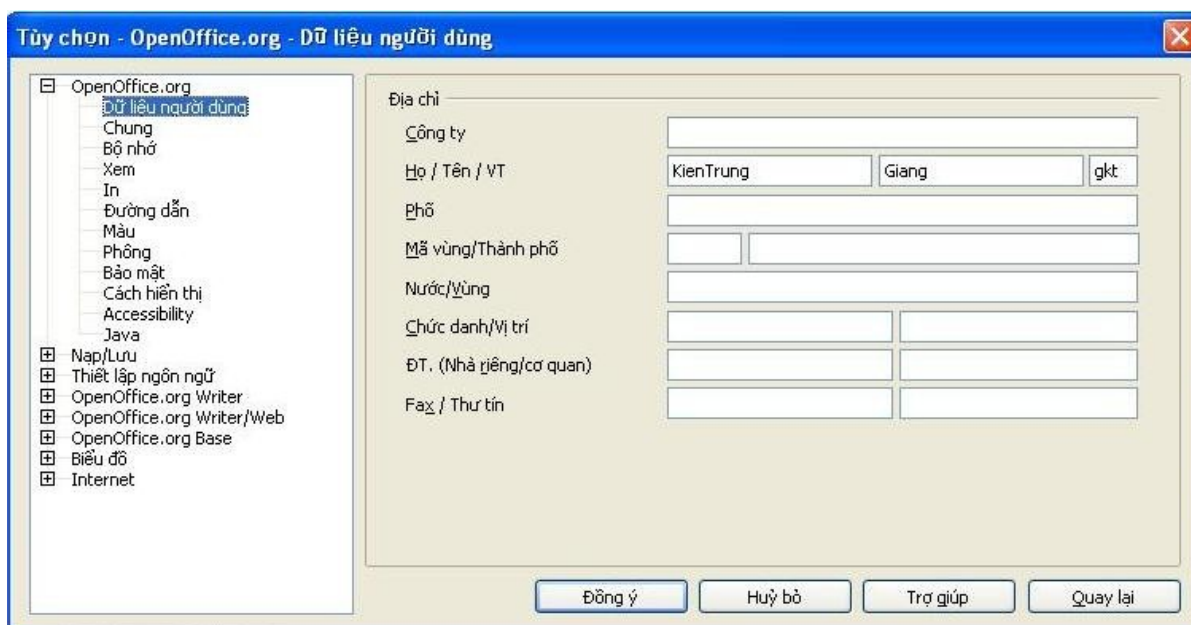 Tùy chọn - OpenOffice.org - Dữ liệu người dùng
OpenOffice.org
Dữ liệu người dùng
Chung
Bộ nhớ
Xem
In
Đường dẫn
Màu
Phông
Bảo mật
Cách hiển thị
Accessibility
Java
Nạp/Lưu
Thiết lập ngôn ngữ
OpenOffice.org Writer
OpenOffice.org Writer/Web
OpenOffice.org Base
Biểu đồ
Internet
Địa chỉ
Công ty
Họ / Tên / VT KienTrung Giang gkt
Phố
Mã vùng/Thành phố
Nước/Vùng
Chức danh/Vị trí
ĐT. (Nhà riêng/cơ quan)
Fax / Thư tín
Đồng ý Huỷ bỏ Trợ giúp Quay lại